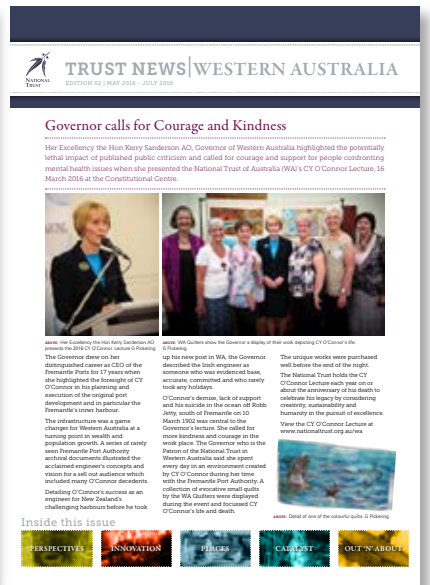 NATIONAL
TRUST
TRUST NEWS|WESTERN AUSTRALIA
EDITION 52 | MAY 2016 - JULY 2016
Governor calls for Courage and Kindness
Her Excellency the Hon Kerry Sanderson AO, Governor of Western Australia highlighted the potentially
lethal impact of published public criticism and called for courage and support for people confronting
mental health issues when she presented the National Trust of Australia (WA)'s CY O'Connor Lecture, 16
March 2016 at the Constitutional Centre.
ABOVE: Her Excellency the Hon Kerry Sanderson AO
presents the 2016 CY O'Connor Lecture G Pickering
ABOVE: WA Quilters show the Governor a display of their work depicting CY O'Connor's life.
G Pickering
The Governor drew on her
distinguished career as CEO of the
Fremantle Ports for 17 years when
she highlighted the foresight of CY
O'Connor in his planning and
execution of the original port
development and in particular the
Fremantle's inner harbour.
The infrastructure was a game
changer for Western Australia at a
turning point in wealth and
population growth. A series of rarely
seen Fremantle Port Authority
archival documents illustrated the
acclaimed engineer's concepts and
vision for a sell out audience which
included many O'Connor decedents.
Detailing O'Connor's success as an
engineer for New Zealand's
challenging harbours before he took
up his new post in WA, the Governor
described the Irish engineer as
someone who was evidenced base,
accurate, committed and who rarely
took any holidays.
O'Connor's demise, lack of support
and his suicide in the ocean off Robb
Jetty, south of Fremantle on 10
March 1902 was central to the
Governor's lecture. She called for
more kindness and courage in the
work place. The Governor who is the
Patron of the National Trust in
Western Australia said she spent
every day in an environment created
by CY O'Connor during her time
with the Fremantle Port Authority. A
collection of evocative small quilts
by the WA Quilters were displayed
during the event and focussed CY
O'Connor's life and death.
The unique works were purchased
well before the end of the night.
The National Trust holds the CY
O'Connor Lecture each year on or
about the anniversary of his death to
celebrate his legacy by considering
creativity, sustainability and
humanity in the pursuit of excellence.
View the CY O'Connor Lecture at
www.nationaltrust.org.au/wa
ABOVE: Detail of one of the colourful quilts. G Pickering
Inside this issue
PERSPECTIVES
INNOVATION
PLACES
CATALYST
OUT 'N' ABOUT